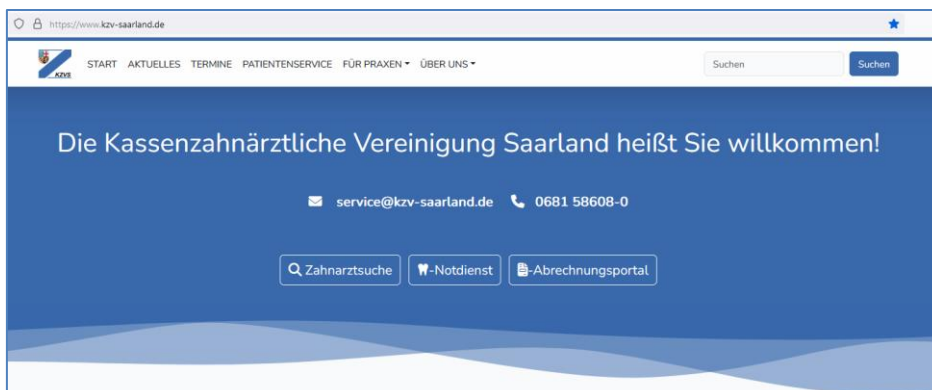 https://www.kzv-saarland.de
KZVS START AKTUELLES TERMINE PATIENTENSERVICE FÜR PRAXEN ÜBER UNS Suchen Suchen
Die Kassenzahnärztliche Vereinigung Saarland heißt Sie willkommen!
service@kzv-saarland.de 0681 58608-0
Zahnarztsuche -Notdienst -Abrechnungsportal